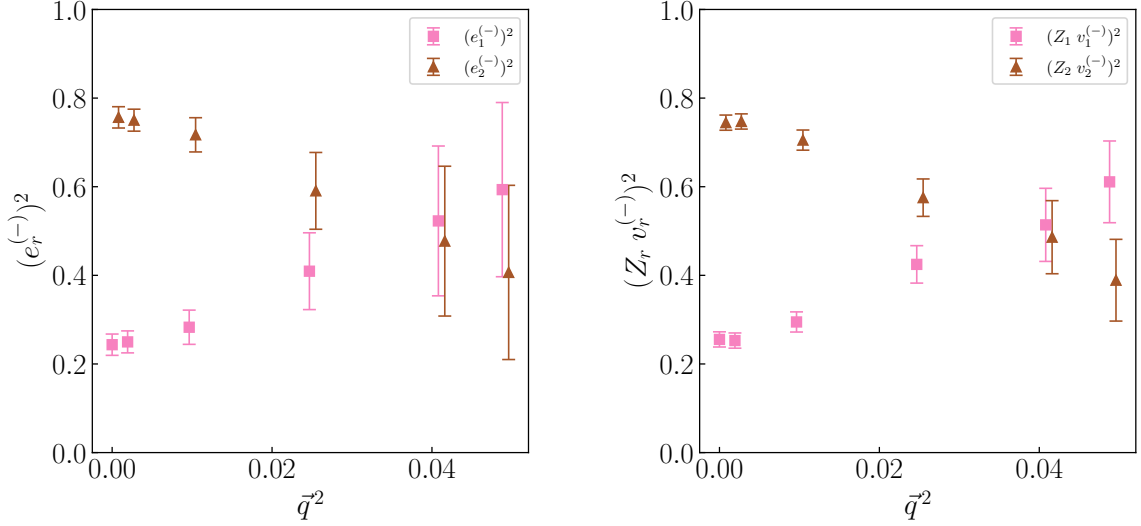 1.0
0.8
0.6
0.4
0.2
0.0
0.00 0.02 0.04
$(e_r^{(-)})^2$
$\vec{q}^{\,2}$
$(e_1^{(-)})^2$
$(e_2^{(-)})^2$
1.0
0.8
0.6
0.4
0.2
0.0
0.00 0.02 0.04
$(Z_r \, v_r^{(-)})^2$
$\vec{q}^{\,2}$
$(Z_1 \, v_1^{(-)})^2$
$(Z_2 \, v_2^{(-)})^2$